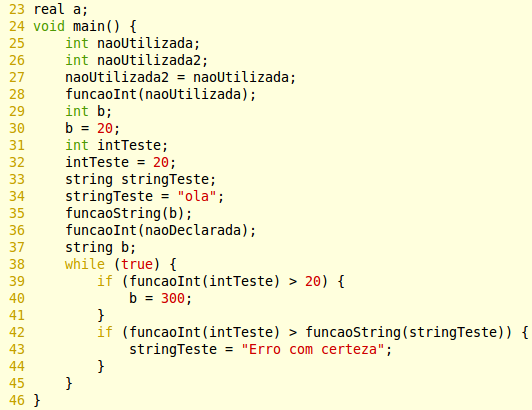 23 real a;
24 void main() {
25     int naoUtilizada;
26     int naoUtilizada2;
27     naoUtilizada2 = naoUtilizada;
28     funcaoInt(naoUtilizada);
29     int b;
30     b = 20;
31     int intTeste;
32     intTeste = 20;
33     string stringTeste;
34     stringTeste = "ola";
35     funcaoString(b);
36     funcaoInt(naoDeclarada);
37     string b;
38     while (true) {
39         if (funcaoInt(intTeste) > 20) {
40             b = 300;
41         }
42         if (funcaoInt(intTeste) > funcaoString(stringTeste)) {
43             stringTeste = "Erro com certeza";
44         }
45     }
46 }